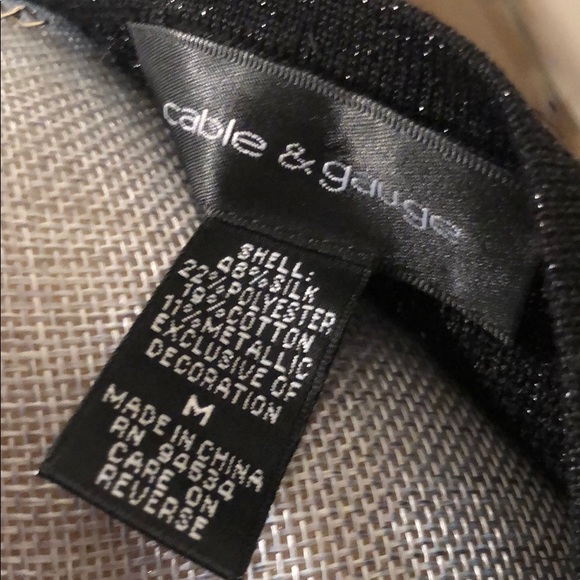 cable & gauge
SHELL:
48% SILK
22% POLYESTER
19% COTTON
11% METALLIC
EXCLUSIVE OF
DECORATION
M
MADE IN CHINA
RN 94634
CARE ON
REVERSE